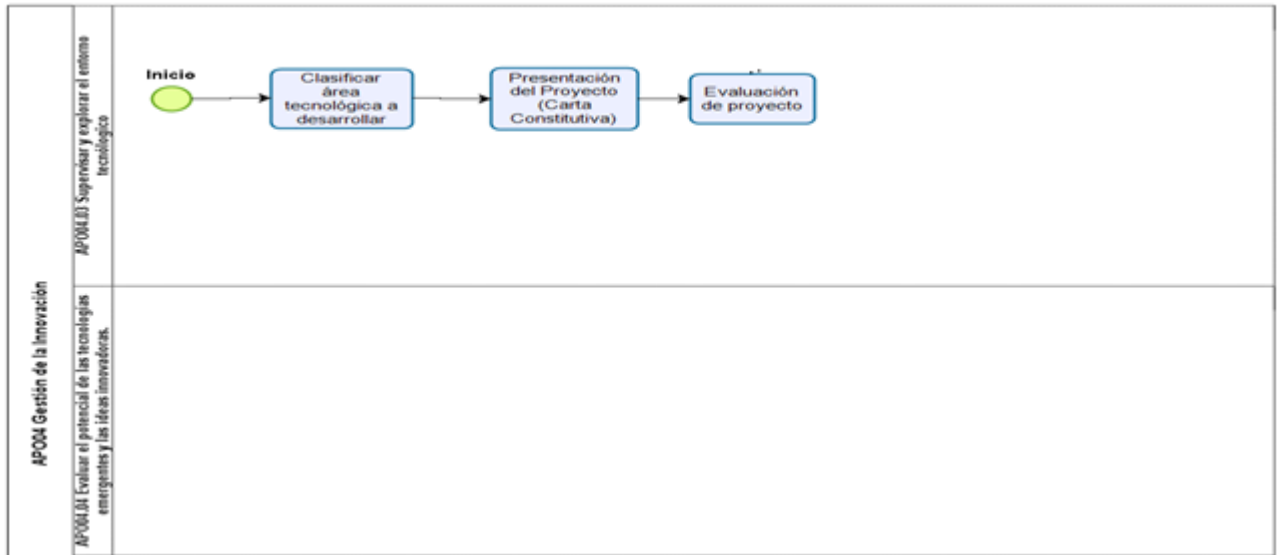 APO04 Gestión de la Innovación
APO04.03 Supervisar y explorar el entorno
tecnólogico
Inicio
Clasificar
área
tecnológica a
desarrollar
Presentación
del Proyecto
(Carta
Constitutiva)
Evaluación
de proyecto
APO04.04 Evaluar el potencial de las tecnologías
emergentes y las ideas innovadoras.